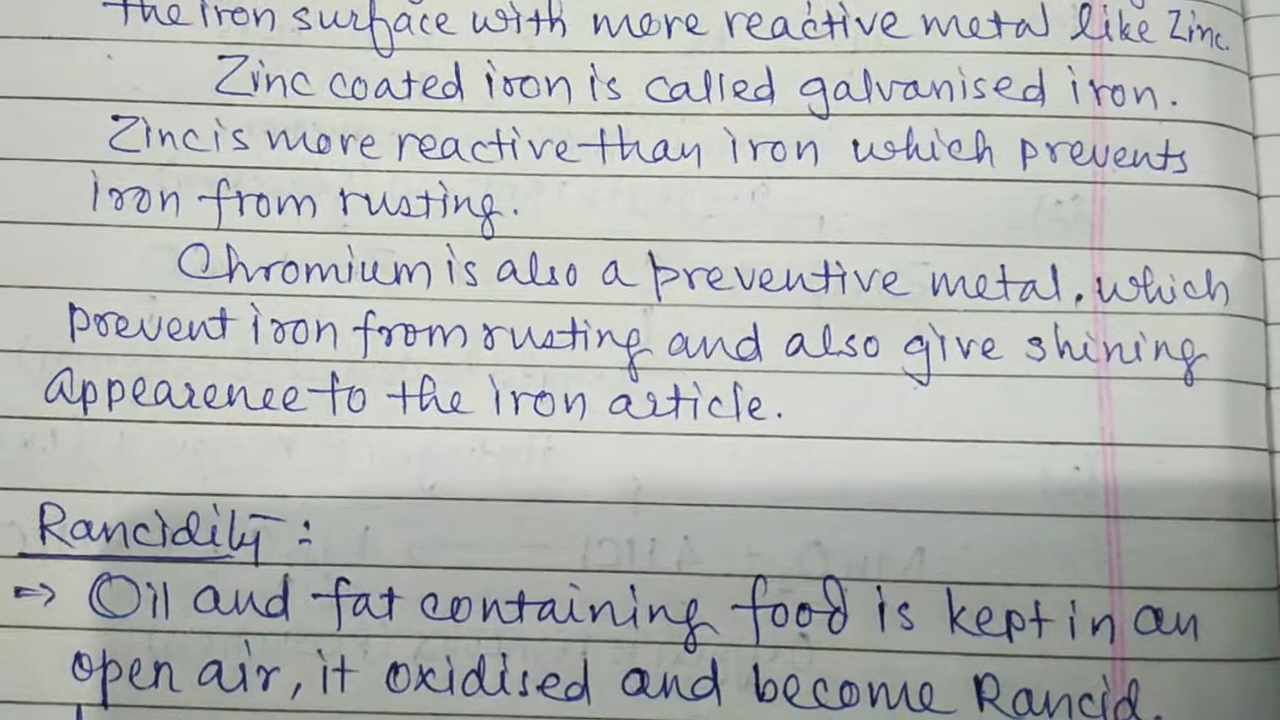 the iron surface with more reactive metal like Zinc.
Zinc coated iron is called galvanised iron.
Zinc is more reactive than iron which prevents
iron from rusting.
Chromium is also a preventive metal, which
prevent iron from rusting and also give shining
appearence to the iron article.
Rancidity :
⇒ Oil and fat containing food is kept in an
open air, it oxidised and become Rancid.